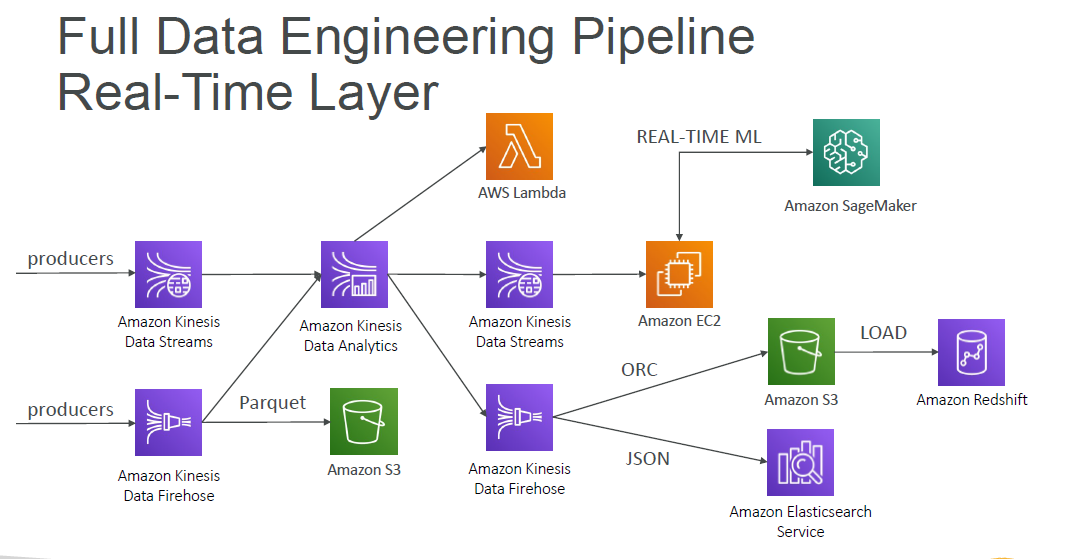 Full Data Engineering Pipeline
Real-Time Layer
REAL-TIME ML
AWS Lambda
Amazon SageMaker
producers
Amazon Kinesis
Data Streams
Amazon Kinesis
Data Analytics
Amazon Kinesis
Data Streams
Amazon EC2
ORC
LOAD
Amazon S3
Amazon Redshift
producers
Parquet
Amazon Kinesis
Data Firehose
Amazon S3
Amazon Kinesis
Data Firehose
JSON
Amazon Elasticsearch
Service